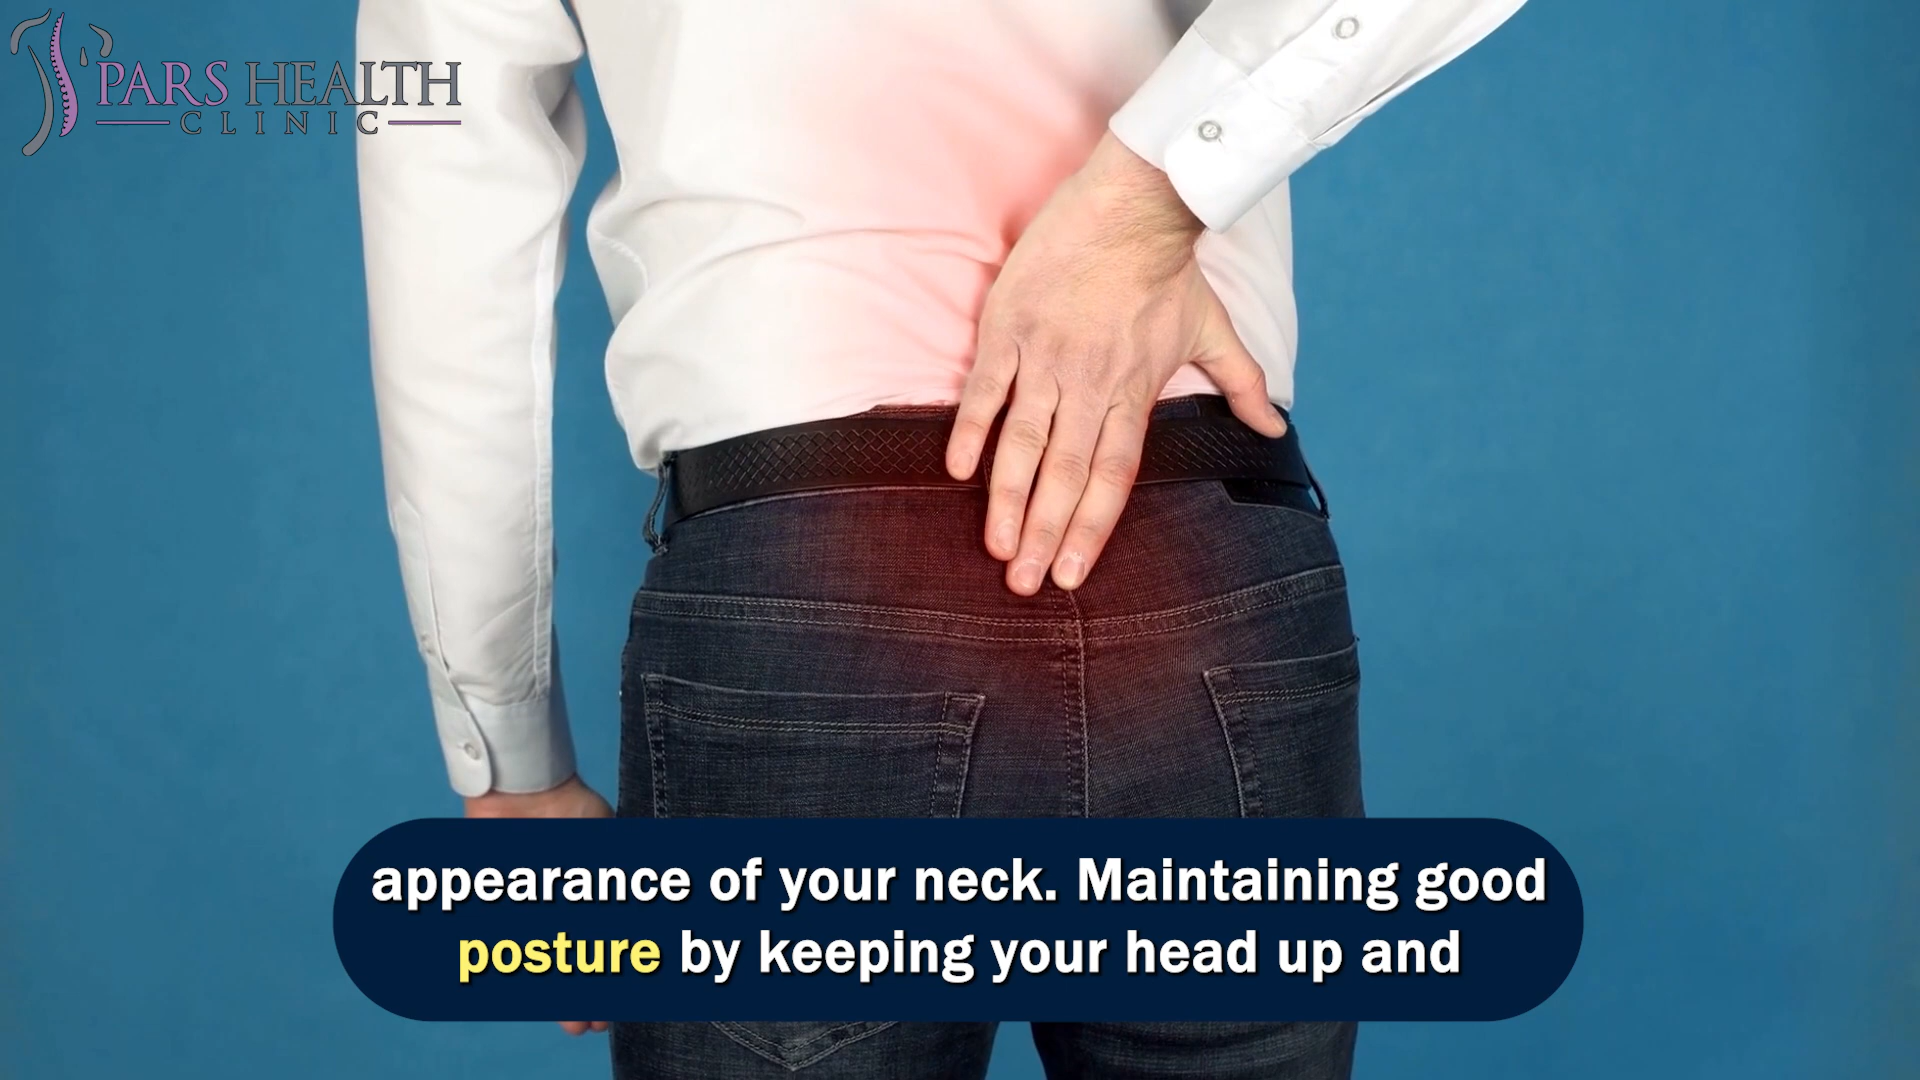 PARS HEALTH
CLINIC
appearance of your neck. Maintaining good
posture by keeping your head up and